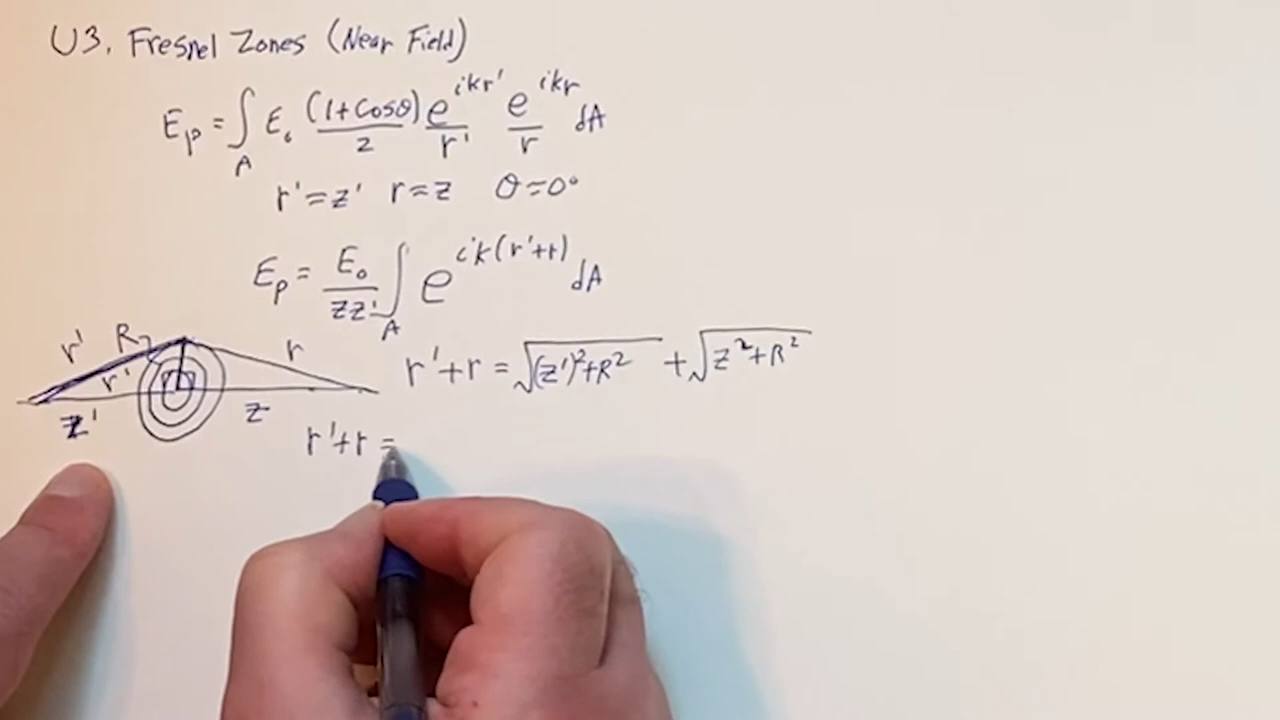 U3. Fresnel Zones (Near Field)
E_p = ∫_A E_0 (1+Cosθ)/2 e^{ikr'}/r' e^{ikr}/r dA
r'=z' r=z θ≈0°
E_p = E_0/zz' ∫_A e^{ik(r'+r)} dA
r' R r
r'
z' z
r'+r = √((z')²+R²) + √(z²+R²)
r'+r =